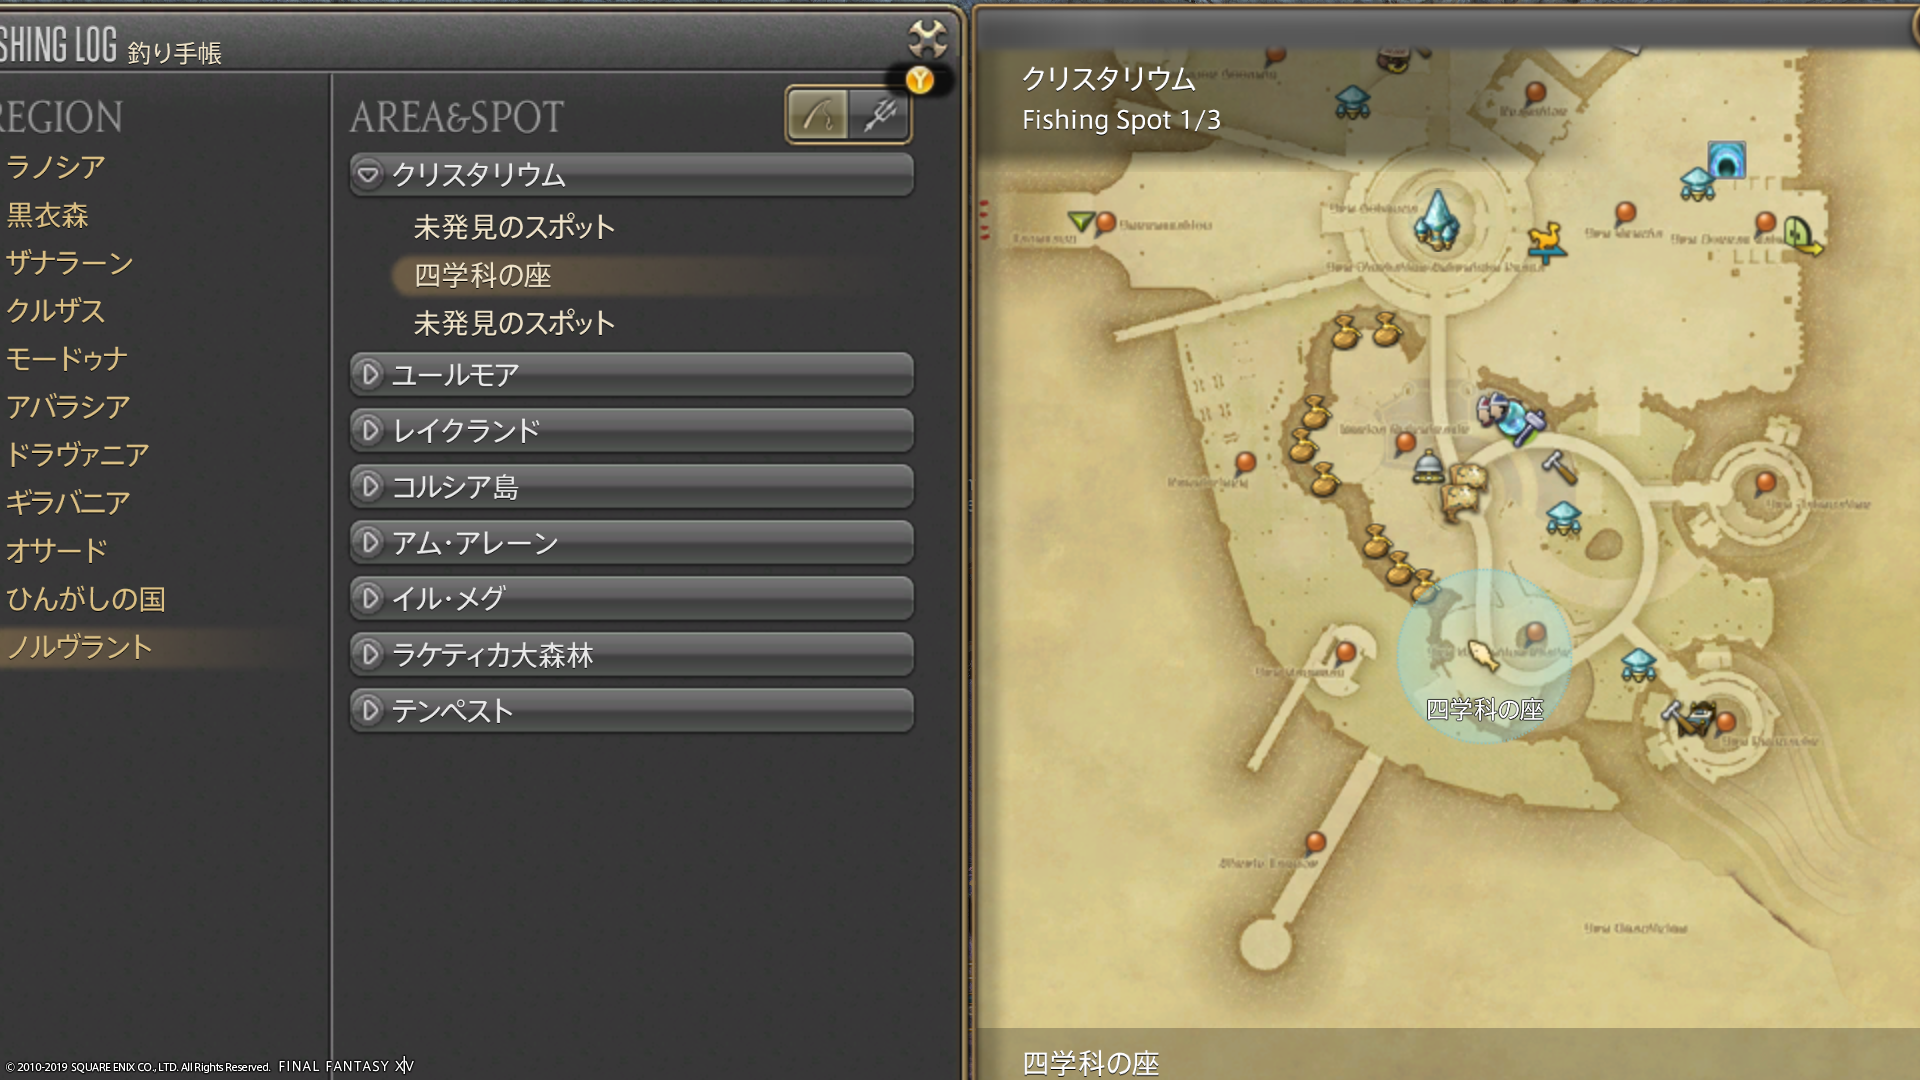 SHING LOG 釣り手帳
REGION
ラノシア
黒衣森
ザナラーン
クルザス
モードゥナ
アバラシア
ドラヴァニア
ギラバニア
オサード
ひんがしの国
ノルヴラント
AREA&SPOT
Y
クリスタリウム
未発見のスポット
四学科の座
未発見のスポット
ユールモア
レイクランド
コルシア島
アム・アレーン
イル・メグ
ラケティカ大森林
テンペスト
クリスタリウム
Fishing Spot 1/3
四学科の座
四学科の座
© 2010-2019 SQUARE ENIX CO., LTD. All Rights Reserved. FINAL FANTASY XIV